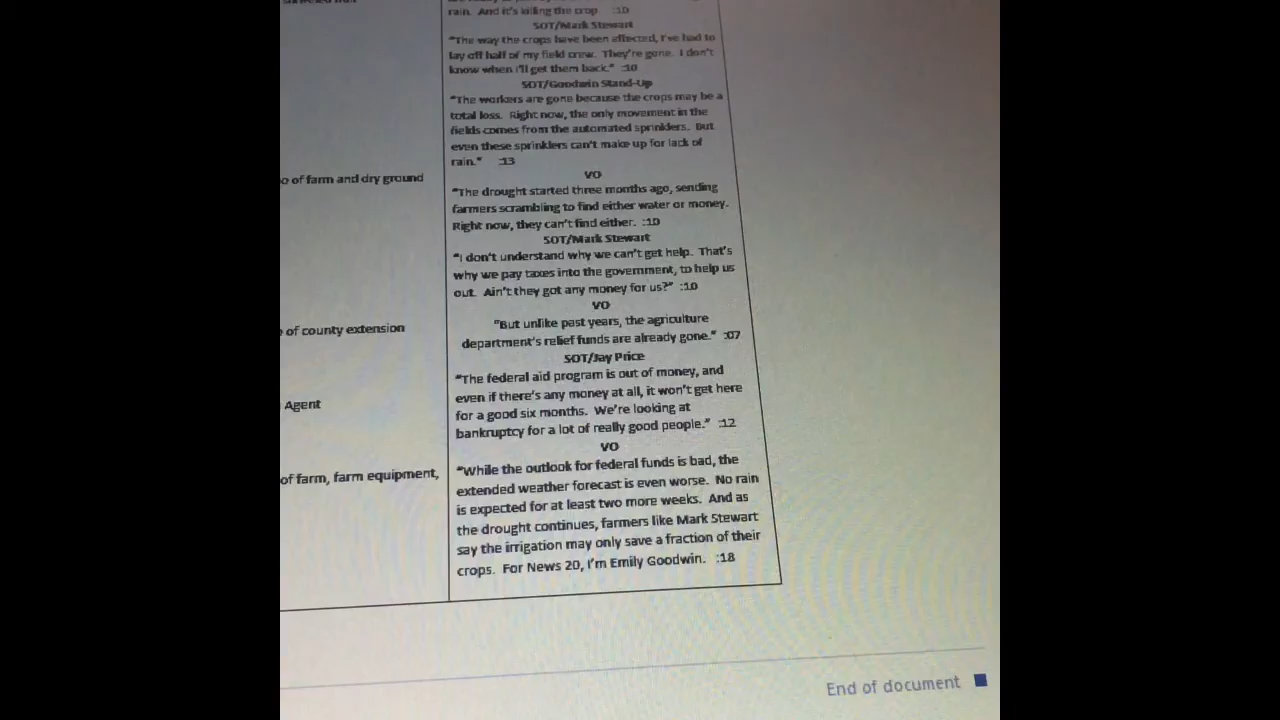 rain. And it's killing the crop :10
SOT/Mark Stewart
"The way the crops have been affected, I've had to
lay off half of my field crew. They're gone. I don't
know when i'll get them back." :10
SOT/Goodwin Stand-Up
"The workers are gone because the crops may be a
total loss. Right now, the only movement in the
fields comes from the automated sprinklers. But
even these sprinklers can't make up for lack of
rain." :13
o of farm and dry ground
VO
"The drought started three months ago, sending
farmers scrambling to find either water or money.
Right now, they can't find either. :10
SOT/Mark Stewart
"I don't understand why we can't get help. That's
why we pay taxes into the government, to help us
out. Ain't they got any money for us?" :10
of county extension
VO
"But unlike past years, the agriculture
department's relief funds are already gone." :07
SOT/Jay Price
Agent
"The federal aid program is out of money, and
even if there's any money at all, it won't get here
for a good six months. We're looking at
bankruptcy for a lot of really good people." :12
VO
of farm, farm equipment,
"While the outlook for federal funds is bad, the
extended weather forecast is even worse. No rain
is expected for at least two more weeks. And as
the drought continues, farmers like Mark Stewart
say the irrigation may only save a fraction of their
crops. For News 20, I'm Emily Goodwin. :18
End of document